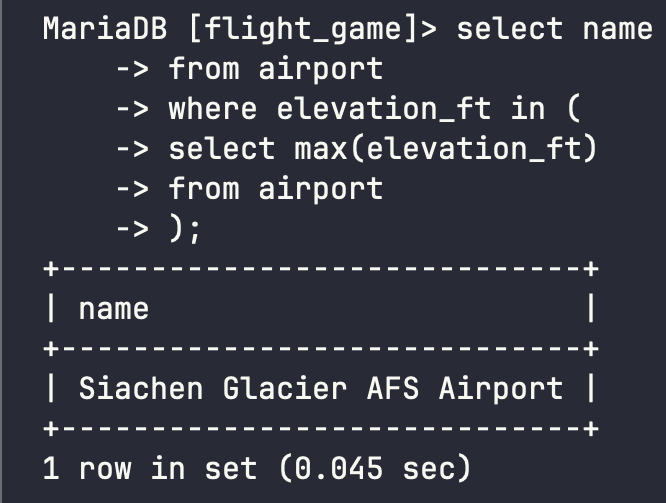 MariaDB [flight_game]> select name
    -> from airport
    -> where elevation_ft in (
    -> select max(elevation_ft)
    -> from airport
    -> );
+-----------------------------+
| name                        |
+-----------------------------+
| Siachen Glacier AFS Airport |
+-----------------------------+
1 row in set (0.045 sec)